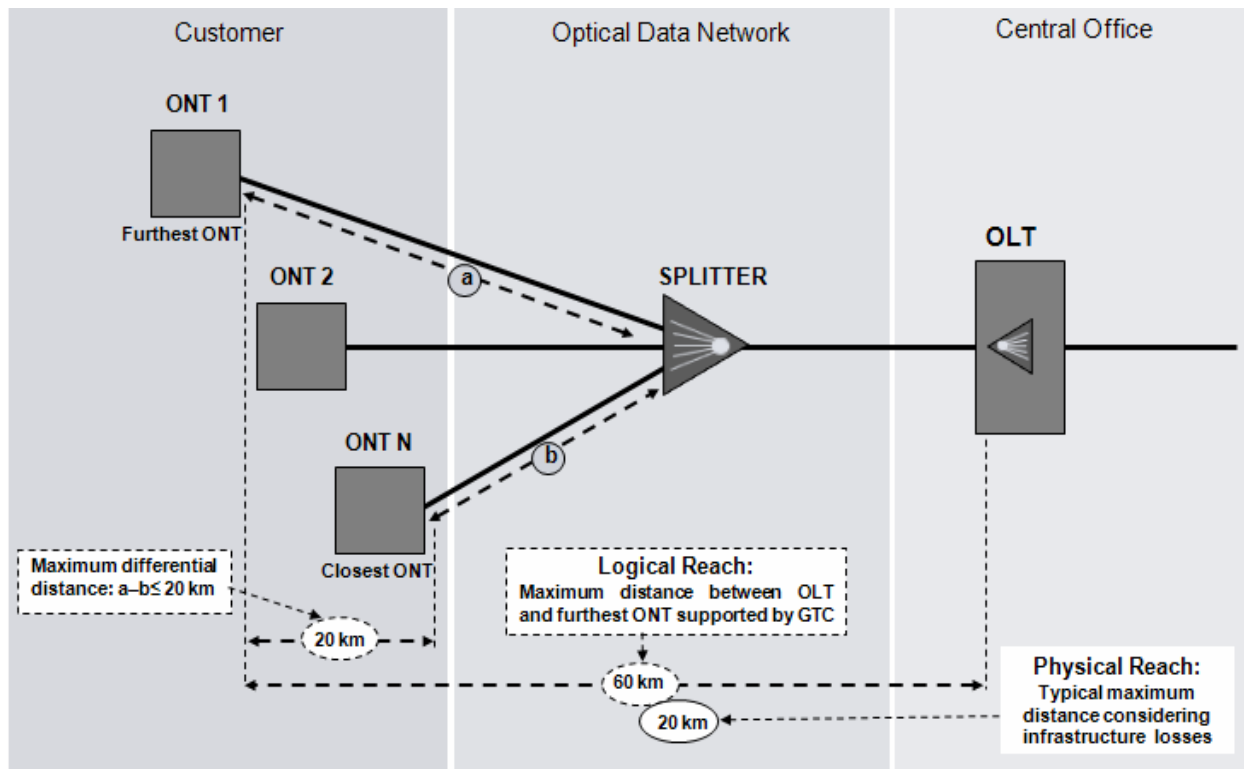 Customer
Optical Data Network
Central Office
ONT 1
Furthest ONT
a
ONT 2
SPLITTER
OLT
ONT N
b
Closest ONT
Maximum differential
distance: a–b≤ 20 km
20 km
Logical Reach:
Maximum distance between OLT
and furthest ONT supported by GTC
60 km
20 km
Physical Reach:
Typical maximum
distance considering
infrastructure losses